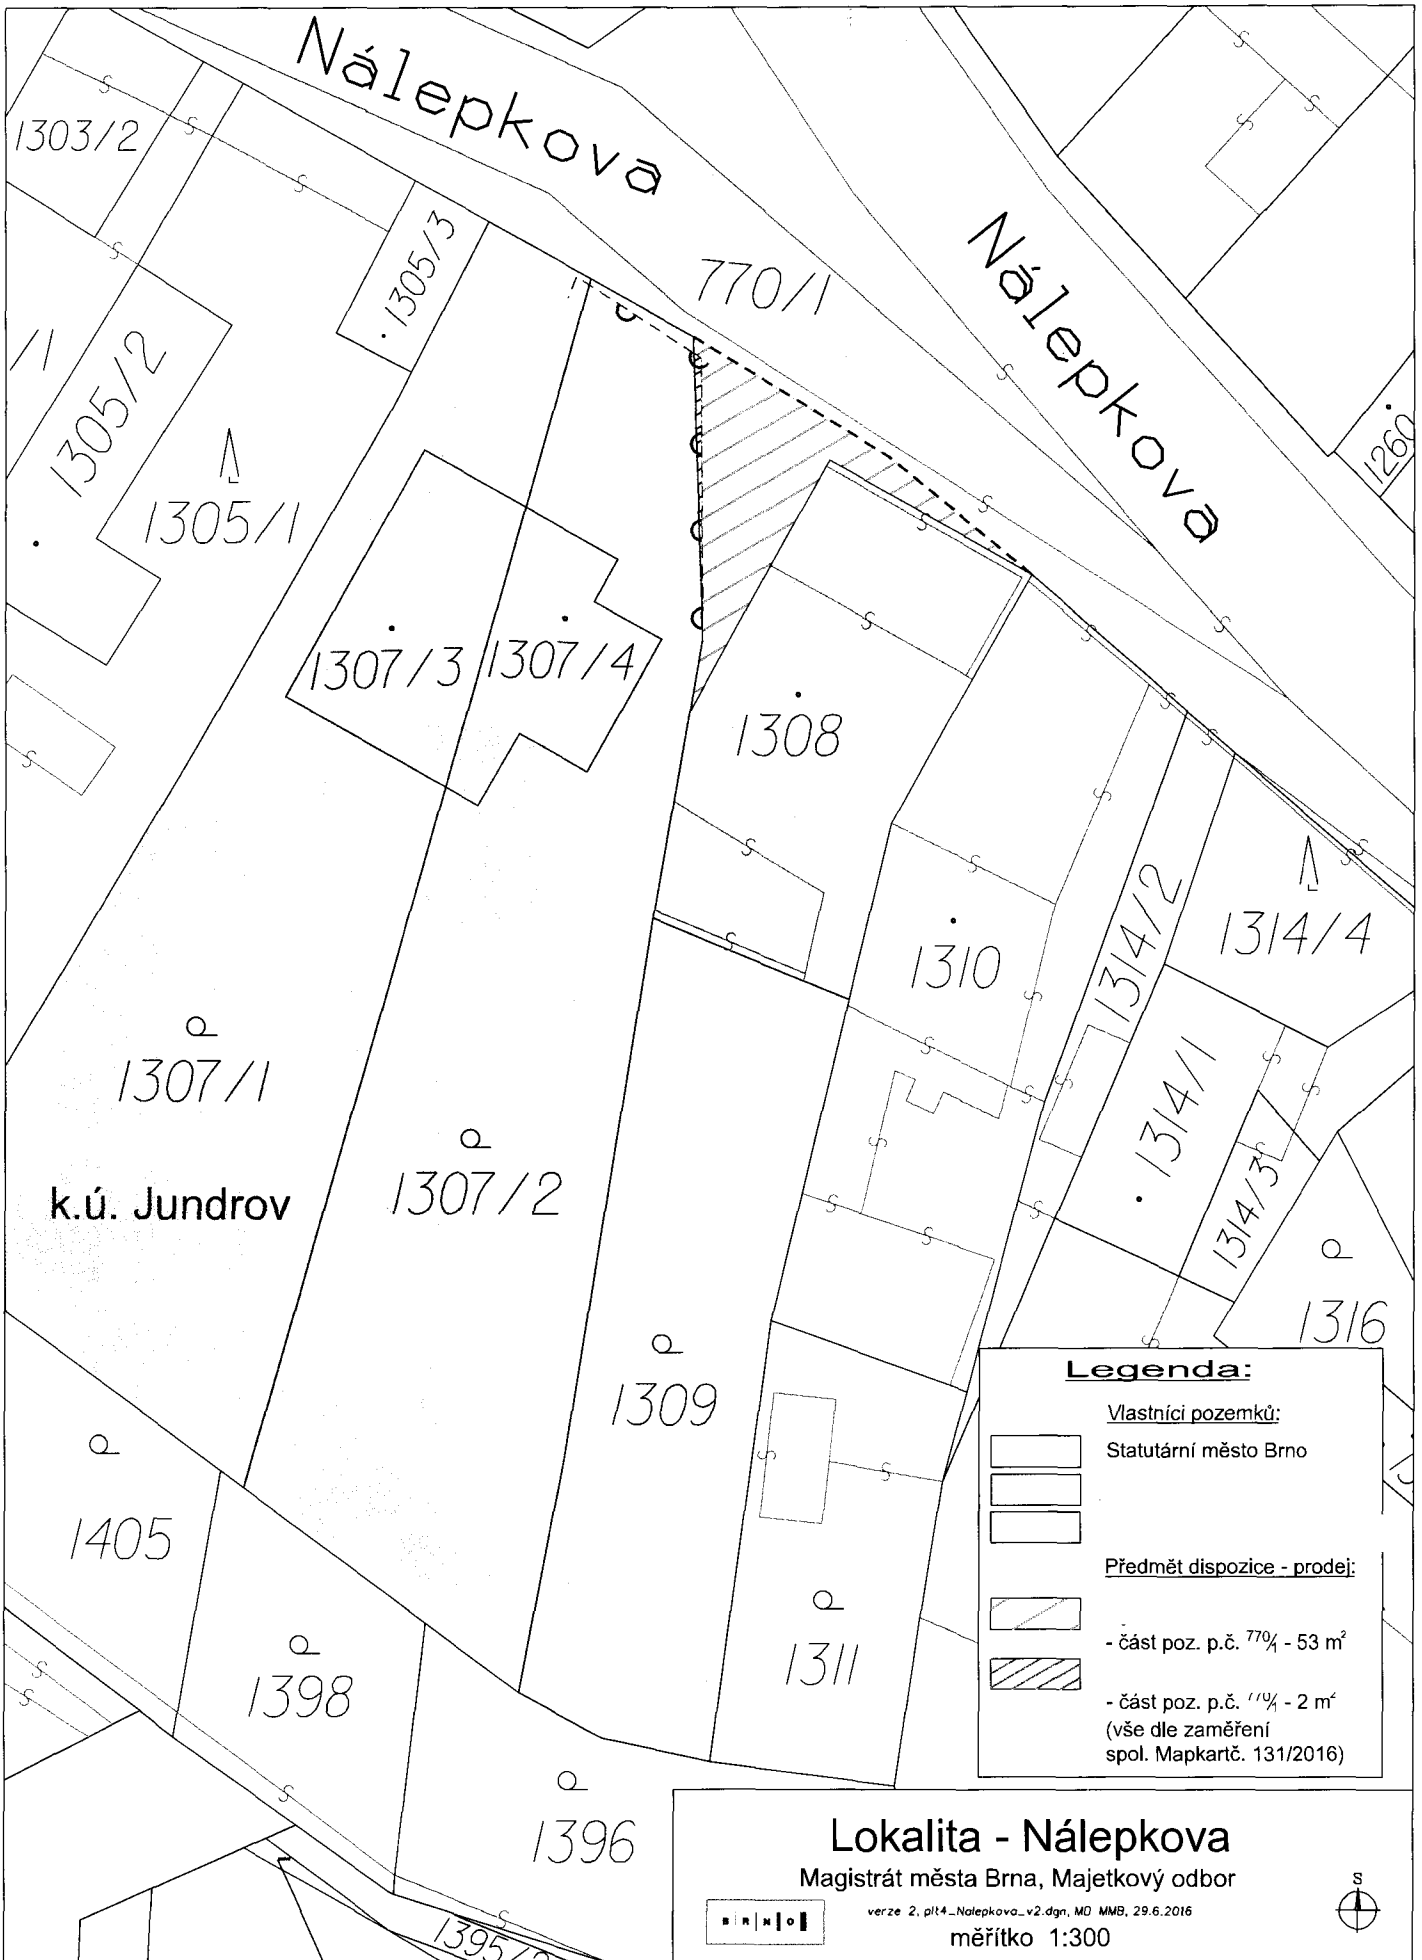 Nálepkova
1303/2
1305/3
770/1
Nálepkova
/1
1305/2
1305/1
1260
1307/3
1307/4
1308
1314/2
1314/4
1310
1307/1
1314/1
k.ú. Jundrov
1307/2
1314/3
1316
1309
1405
1311
1398
1396
Legenda:
Vlastníci pozemků:
Statutární město Brno
Předmět dispozice - prodej:
- část poz. p.č. 770/1 - 53 m²
- část poz. p.č. 770/1 - 2 m²
(vše dle zaměření
spol. Mapkartč. 131/2016)
Lokalita - Nálepkova
Magistrát města Brna, Majetkový odbor
BRNO
verze 2, plt4_Nalepkova_v2.dgn, MO MMB, 29.6.2016
měřítko 1:300
S